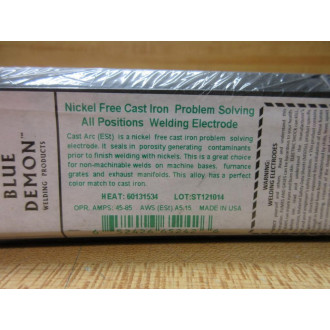 BLUE
DEMON™
WELDING PRODUCTS
Nickel Free Cast Iron Problem Solving
All Positions Welding Electrode
Cast Arc (ESt) is a nickel free cast iron problem solving
electrode. It seals in porosity generating contaminants
prior to finish welding with nickels. This is a great choice
for non-machinable welds on machine bases, furnace
grates and exhaust manifolds. This alloy has a perfect
color match to cast iron.
HEAT: 60131534 LOT:ST121014
OPR. AMPS.: 45-85 AWS (ESt) A5.15 MADE IN USA
WARNING:
WELDING ELECTRODES